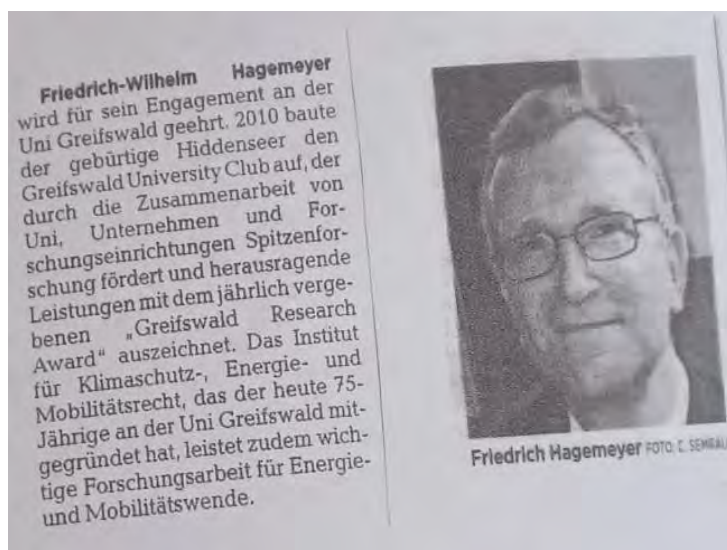 Friedrich-Wilhelm Hagemeyer
wird für sein Engagement an der
Uni Greifswald geehrt. 2010 baute
der gebürtige Hiddenseer den
Greifswald University Club auf, der
durch die Zusammenarbeit von
Uni, Unternehmen und For-
schungseinrichtungen Spitzenfor-
schung fördert und herausragende
Leistungen mit dem jährlich verge-
benen „Greifswald Research
Award“ auszeichnet. Das Institut
für Klimaschutz-, Energie- und
Mobilitätsrecht, das der heute 75-
Jährige an der Uni Greifswald mit-
gegründet hat, leistet zudem wich-
tige Forschungsarbeit für Energie-
und Mobilitätswende.
Friedrich Hagemeyer FOTO: C. SEMRAU